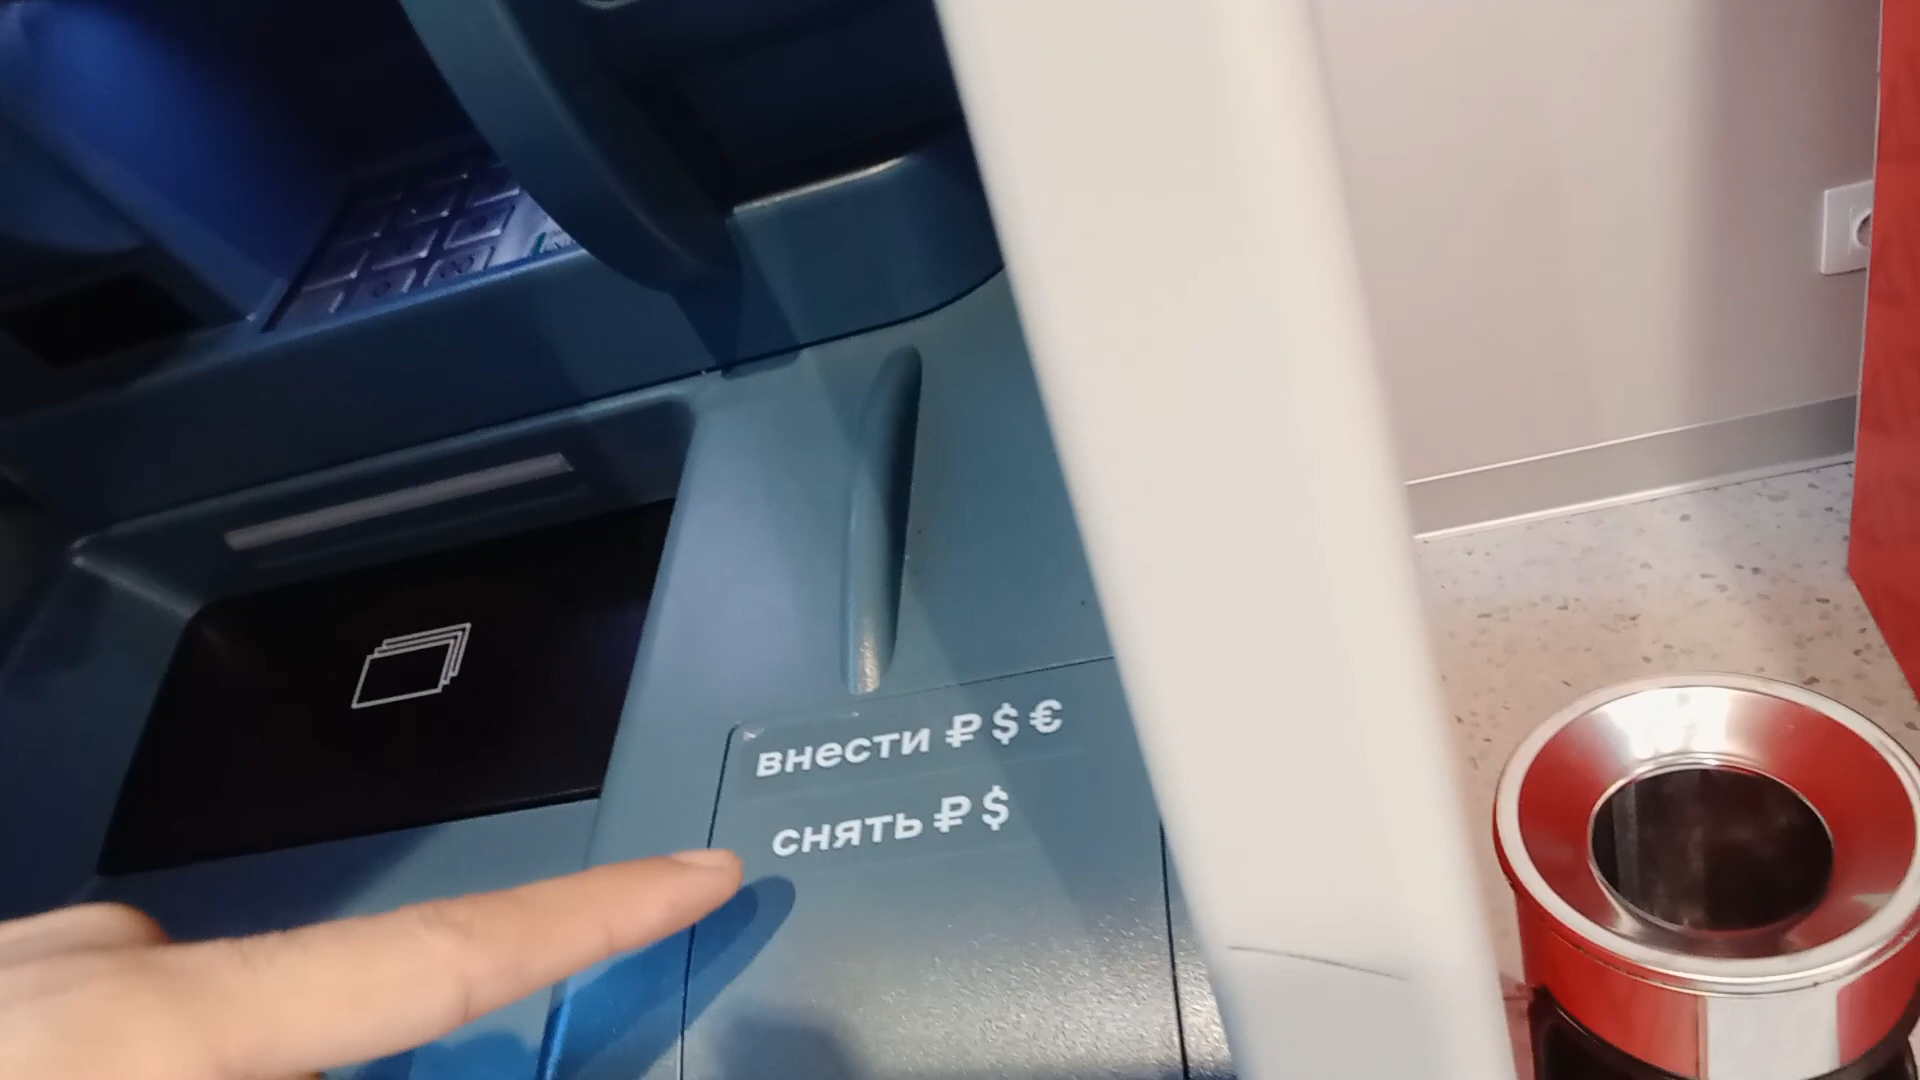 внести ₽ $ €
снять ₽ $